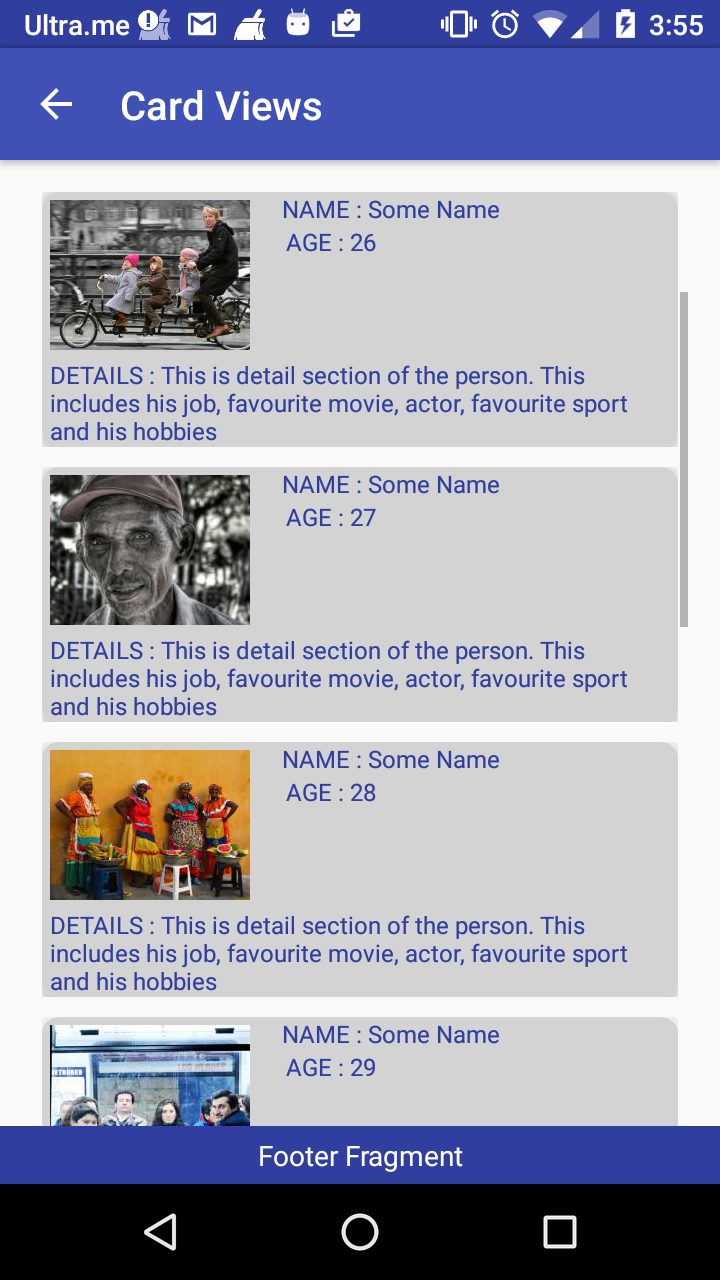 Ultra.me 3:55
Card Views
NAME : Some Name
AGE : 26
DETAILS : This is detail section of the person. This
includes his job, favourite movie, actor, favourite sport
and his hobbies
NAME : Some Name
AGE : 27
DETAILS : This is detail section of the person. This
includes his job, favourite movie, actor, favourite sport
and his hobbies
NAME : Some Name
AGE : 28
DETAILS : This is detail section of the person. This
includes his job, favourite movie, actor, favourite sport
and his hobbies
NAME : Some Name
AGE : 29
Footer Fragment